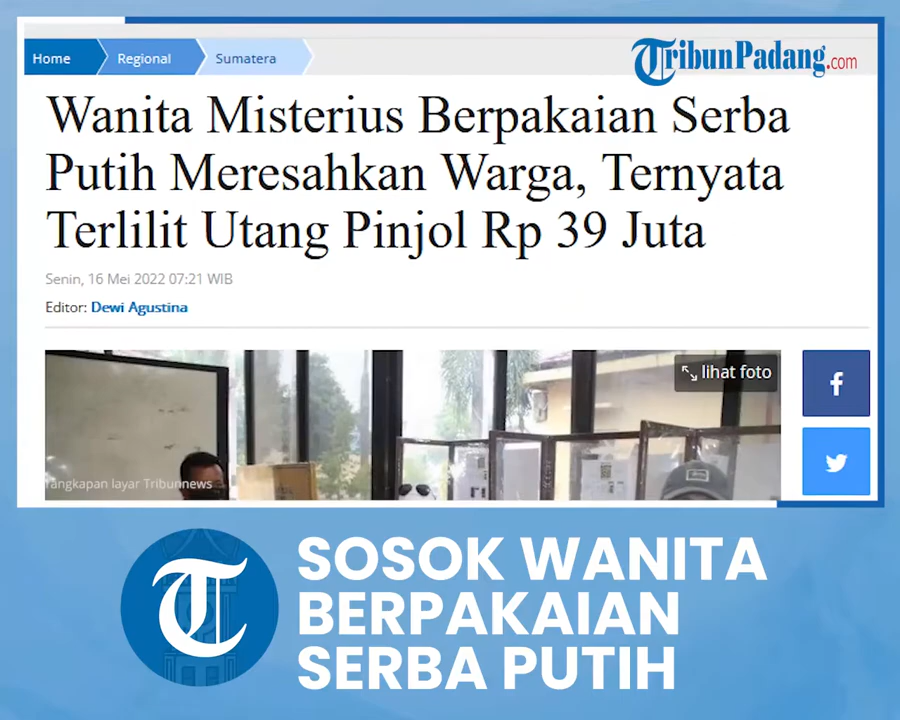 Home Regional Sumatera
TribunPadang.com
Wanita Misterius Berpakaian Serba
Putih Meresahkan Warga, Ternyata
Terlilit Utang Pinjol Rp 39 Juta
Senin, 16 Mei 2022 07:21 WIB
Editor: Dewi Agustina
lihat foto
angkapan layar Tribunnews
SOSOK WANITA
BERPAKAIAN
SERBA PUTIH